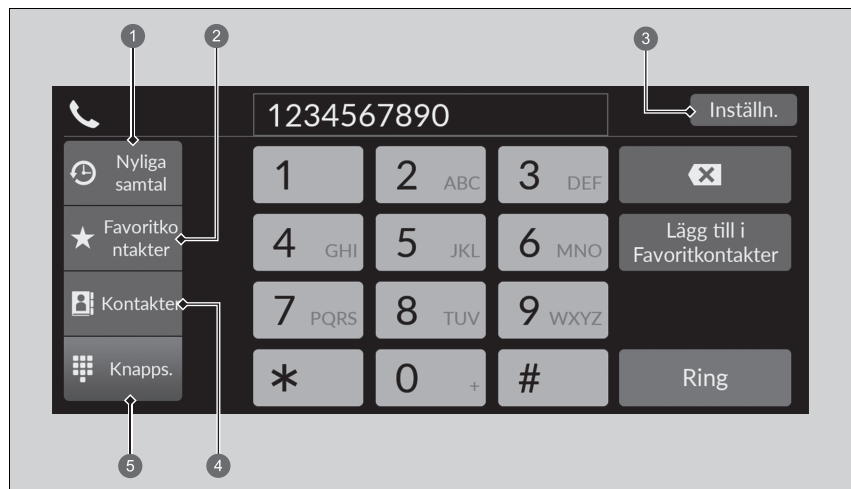 1
2
3
1234567890
Inställn.
Nyliga
samtal
1
2 ABC
3 DEF
Favoritko
ntakter
4 GHI
5 JKL
6 MNO
Lägg till i
Favoritkontakter
Kontakter
7 PQRS
8 TUV
9 WXYZ
Knapps.
*
0 +
#
Ring
5
4